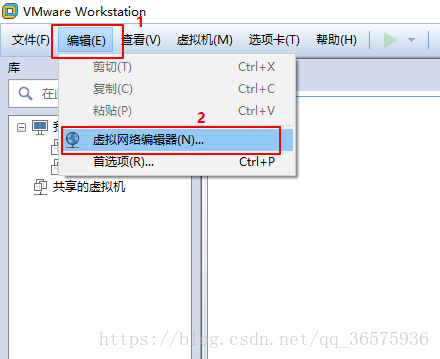 VMware Workstation
1
文件(F) 编辑(E) 查看(V) 虚拟机(M) 选项卡(T) 帮助(H)
库
剪切(T) Ctrl+X
复制(C) Ctrl+C
粘贴(P) Ctrl+V
2
虚拟网络编辑器(N)...
首选项(R)... Ctrl+P
共享的虚拟机
https://blog.csdn.net/qq_36575936